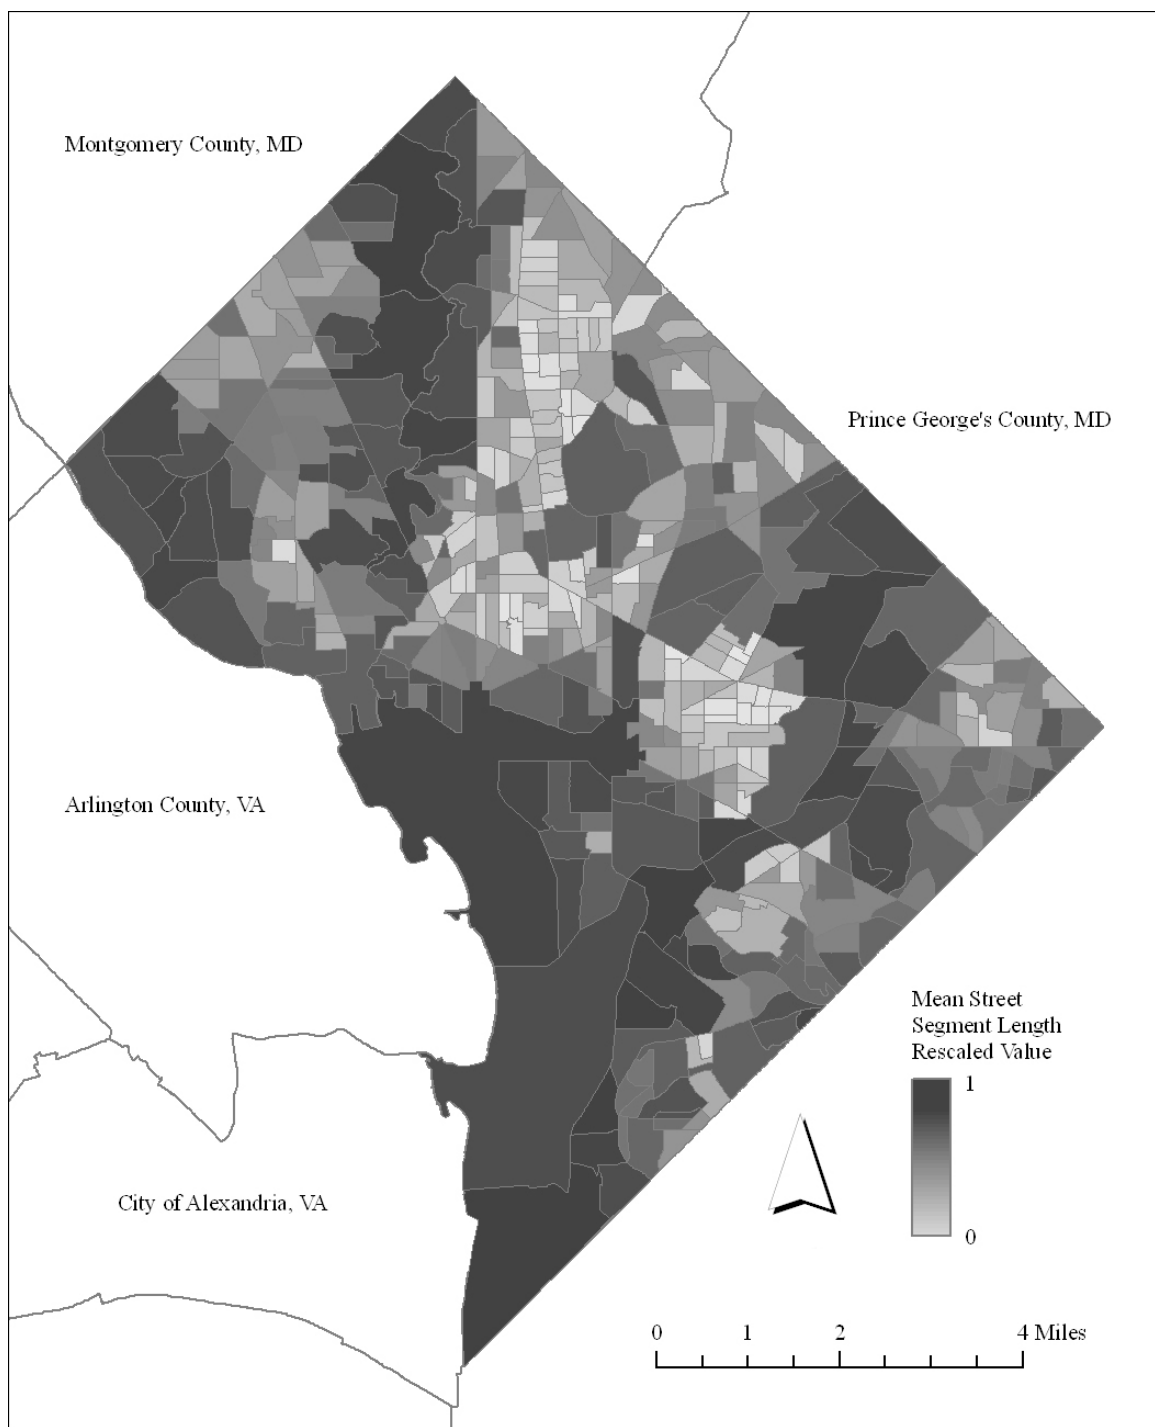 Montgomery County, MD
Prince George's County, MD
Arlington County, VA
Mean Street
Segment Length
Rescaled Value
1
0
City of Alexandria, VA
0 1 2 4 Miles